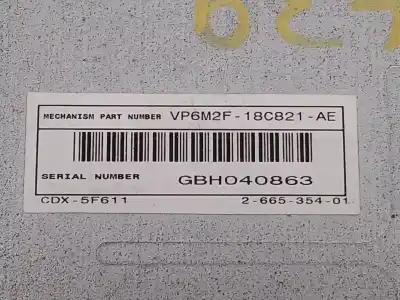 MECHANISM PART NUMBER VP6M2F-18C821-AE
SERIAL NUMBER GBH040863
CDX-5F611 2-665-354-01